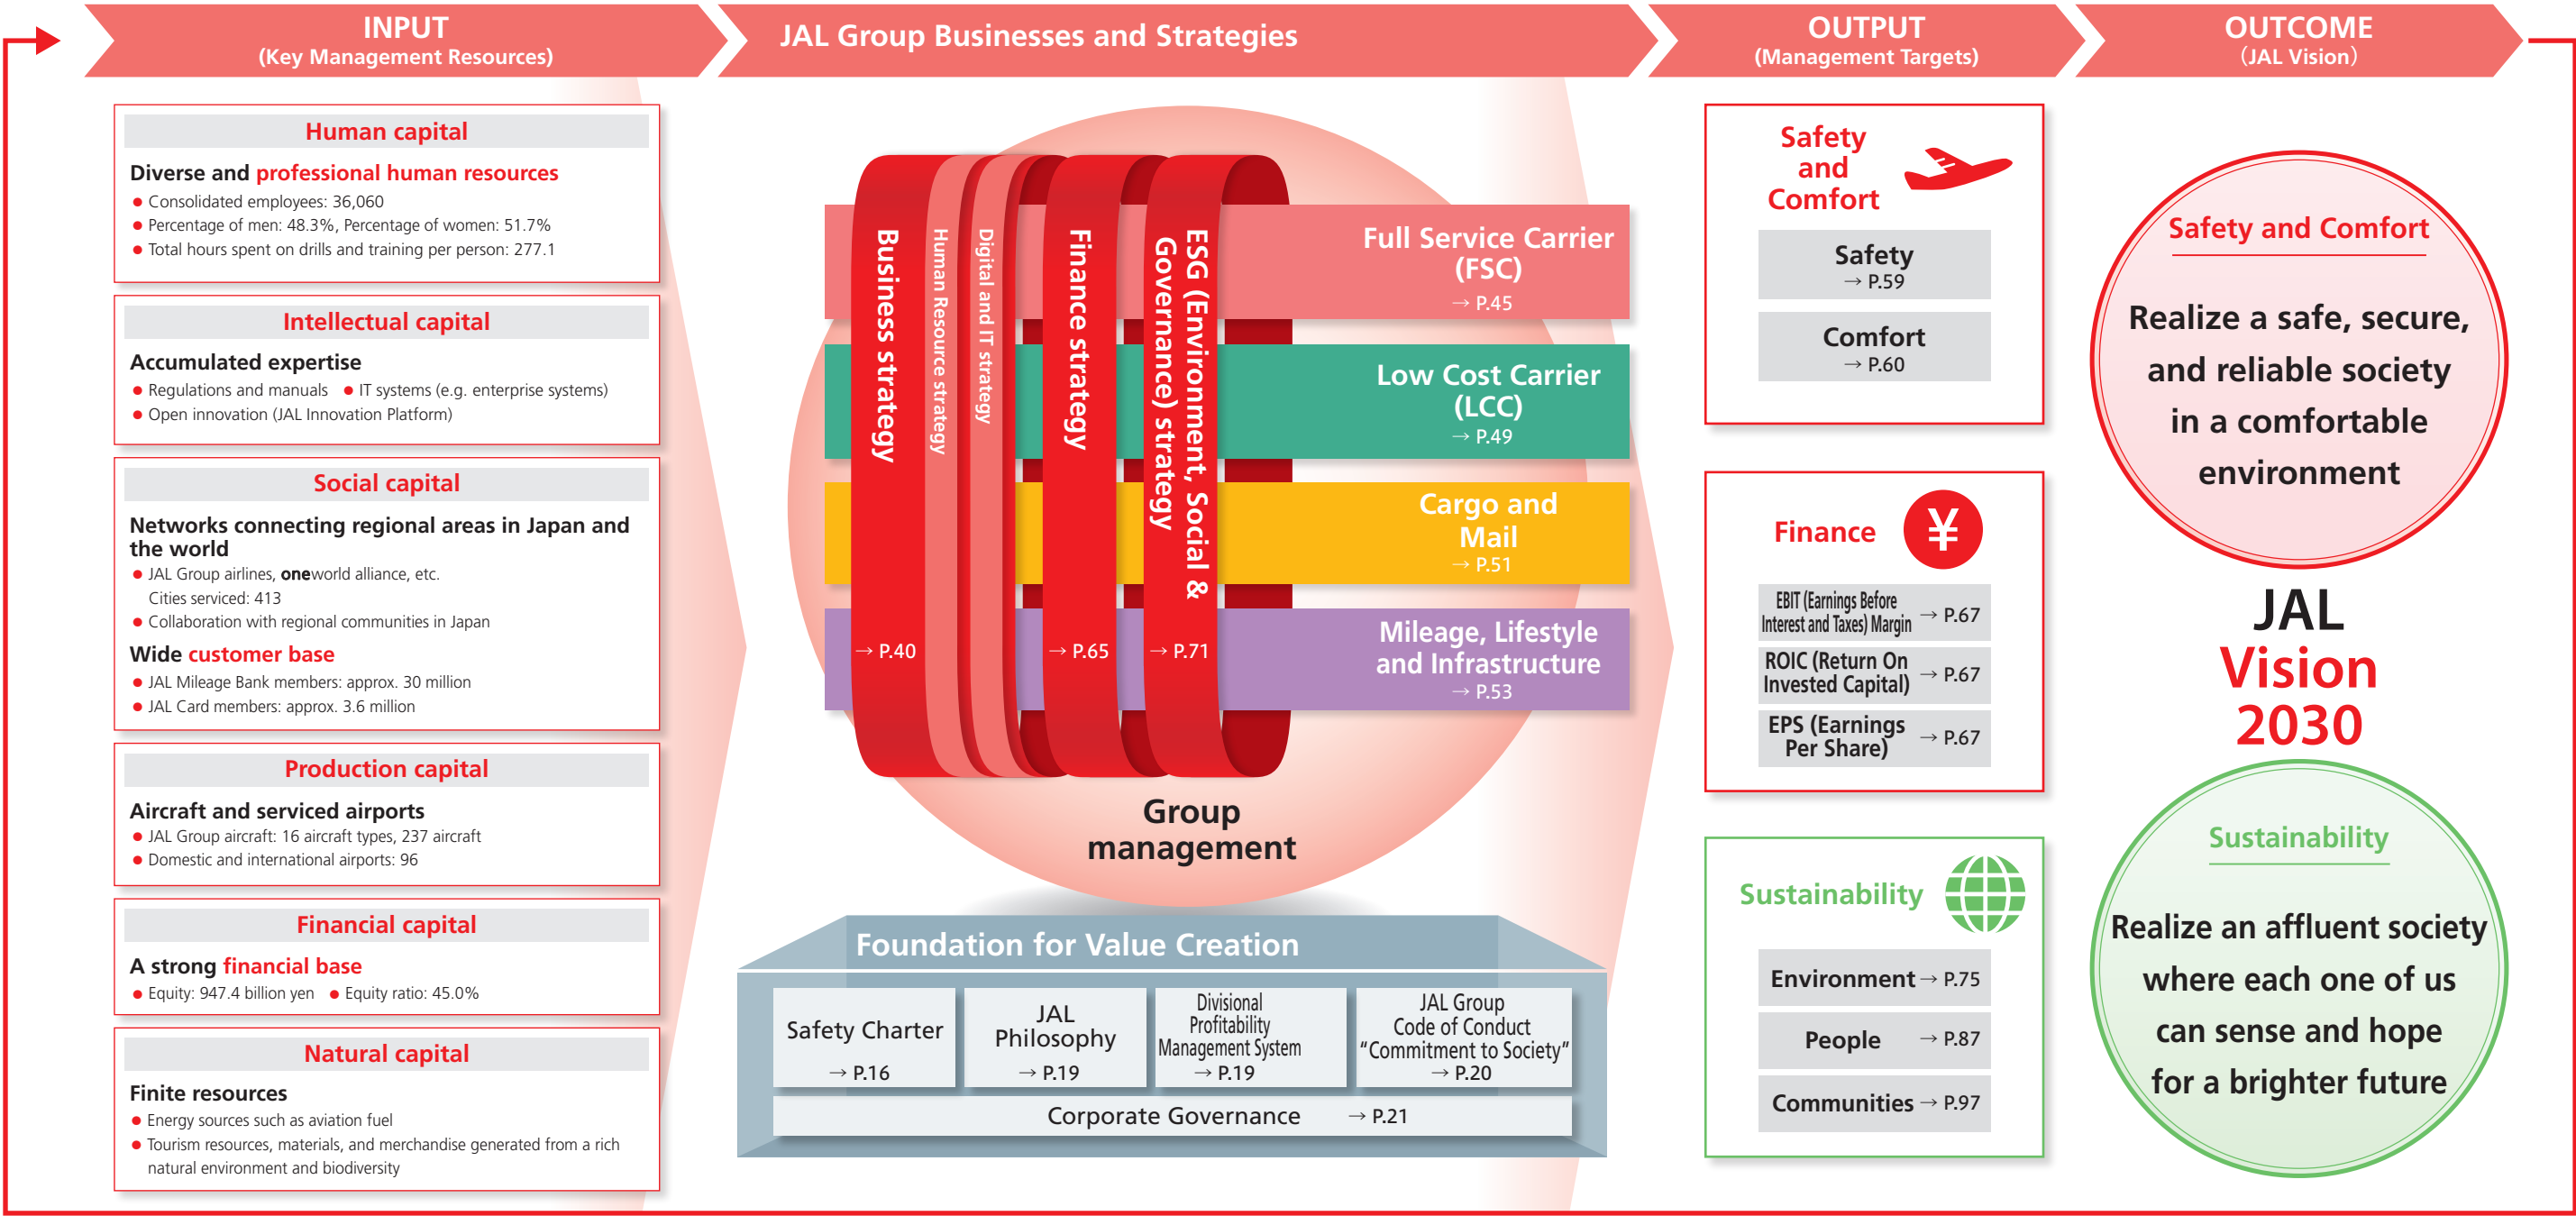 INPUT
(Key Management Resources)
JAL Group Businesses and Strategies
OUTPUT
(Management Targets)
OUTCOME
(JAL Vision)
Human capital
Diverse and professional human resources
● Consolidated employees: 36,060
● Percentage of men: 48.3%, Percentage of women: 51.7%
● Total hours spent on drills and training per person: 277.1
Intellectual capital
Accumulated expertise
● Regulations and manuals ● IT systems (e.g. enterprise systems)
● Open innovation (JAL Innovation Platform)
Social capital
Networks connecting regional areas in Japan and
the world
● JAL Group airlines, oneworld alliance, etc.
Cities serviced: 413
● Collaboration with regional communities in Japan
Wide customer base
● JAL Mileage Bank members: approx. 30 million
● JAL Card members: approx. 3.6 million
Production capital
Aircraft and serviced airports
● JAL Group aircraft: 16 aircraft types, 237 aircraft
● Domestic and international airports: 96
Financial capital
A strong financial base
● Equity: 947.4 billion yen ● Equity ratio: 45.0%
Natural capital
Finite resources
● Energy sources such as aviation fuel
● Tourism resources, materials, and merchandise generated from a rich
natural environment and biodiversity
Business strategy
→ P.40
Human Resource strategy
Digital and IT strategy
Finance strategy
→ P.65
ESG (Environment, Social &
Governance) strategy
→ P.71
Full Service Carrier
(FSC)
→ P.45
Low Cost Carrier
(LCC)
→ P.49
Cargo and
Mail
→ P.51
Mileage, Lifestyle
and Infrastructure
→ P.53
Group
management
Foundation for Value Creation
Safety Charter
→ P.16
JAL
Philosophy
→ P.19
Divisional
Profitability
Management System
→ P.19
JAL Group
Code of Conduct
“Commitment to Society”
→ P.20
Corporate Governance → P.21
Safety
and
Comfort
Safety
→ P.59
Comfort
→ P.60
Finance
¥
EBIT (Earnings Before
Interest and Taxes) Margin → P.67
ROIC (Return On
Invested Capital) → P.67
EPS (Earnings
Per Share) → P.67
Sustainability
Environment → P.75
People → P.87
Communities → P.97
Safety and Comfort
Realize a safe, secure,
and reliable society
in a comfortable
environment
JAL
Vision
2030
Sustainability
Realize an affluent society
where each one of us
can sense and hope
for a brighter future